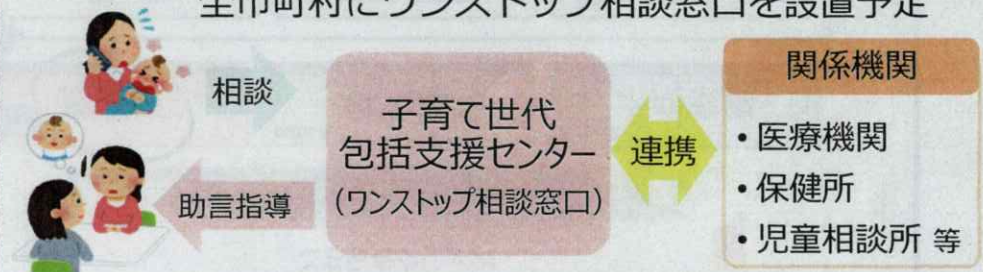 全市町村にワンストップ相談窓口を設置予定
相談
助言指導
子育て世代
包括支援センター
(ワンストップ相談窓口)
連携
関係機関
・医療機関
・保健所
・児童相談所 等